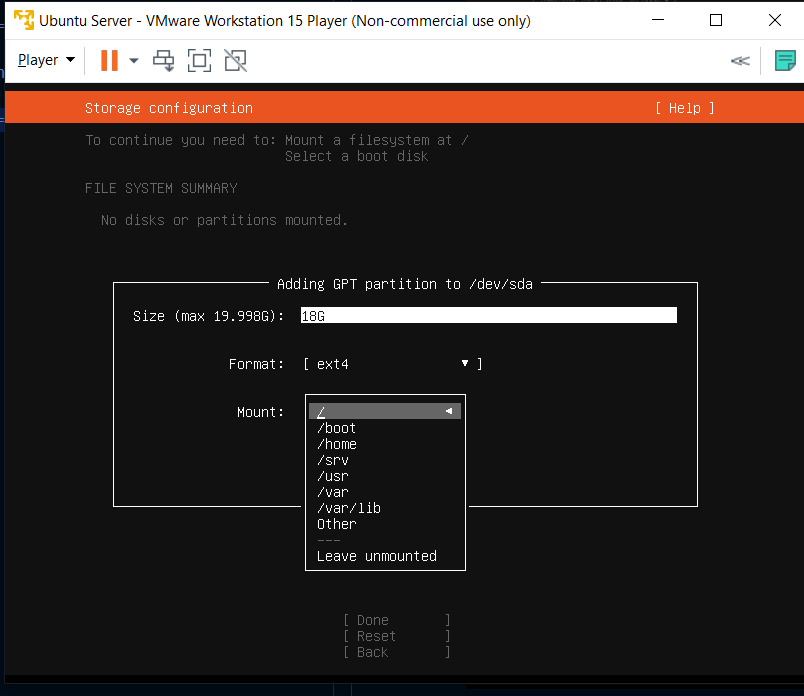 Ubuntu Server - VMware Workstation 15 Player (Non-commercial use only)
Player
Storage configuration [ Help ]
To continue you need to: Mount a filesystem at /
Select a boot disk
FILE SYSTEM SUMMARY
No disks or partitions mounted.
Adding GPT partition to /dev/sda
Size (max 19.998G): 18G
Format: [ ext4 ]
Mount: /
/boot
/home
/srv
/usr
/var
/var/lib
Other
---
Leave unmounted
[ Done ]
[ Reset ]
[ Back ]